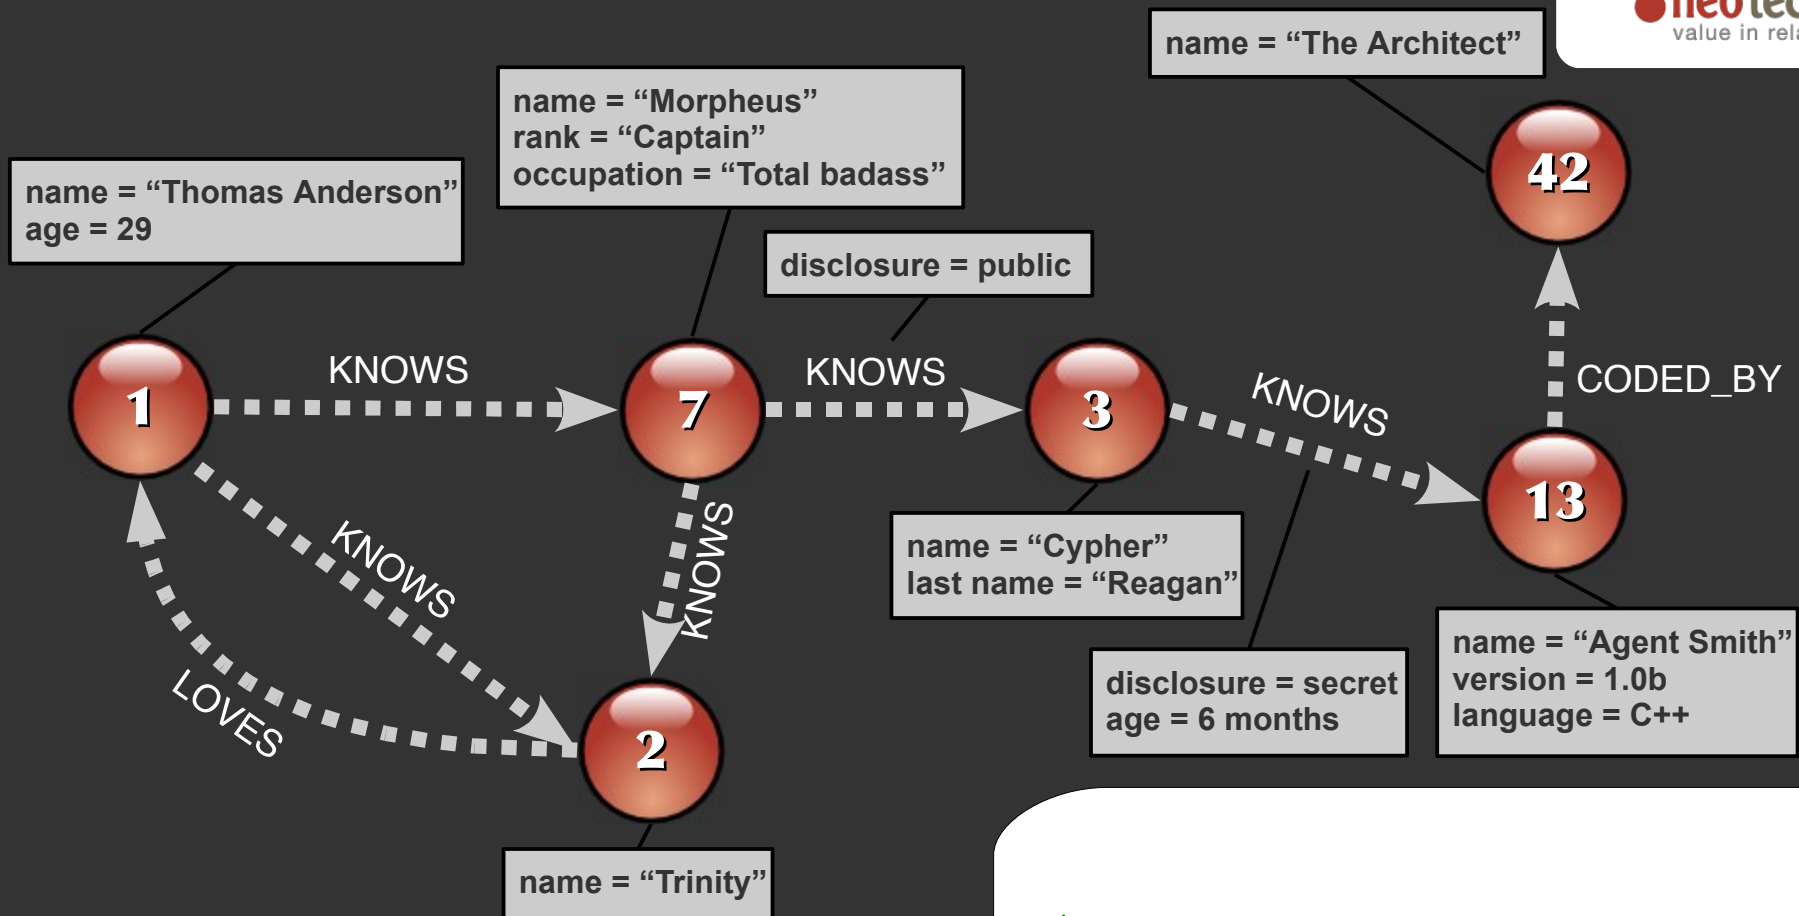 name = “The Architect”
value in
name = “Morpheus”
rank = “Captain”
occupation = “Total badass”
42
name = “Thomas Anderson”
age = 29
disclosure = public
1
KNOWS
7
KNOWS
3
KNOWS
CODED_BY
13
KNOWS
KNOWS
name = “Cypher”
last name = “Reagan”
LOVES
2
disclosure = secret
age = 6 months
name = “Agent Smith”
version = 1.0b
language = C++
name = “Trinity”